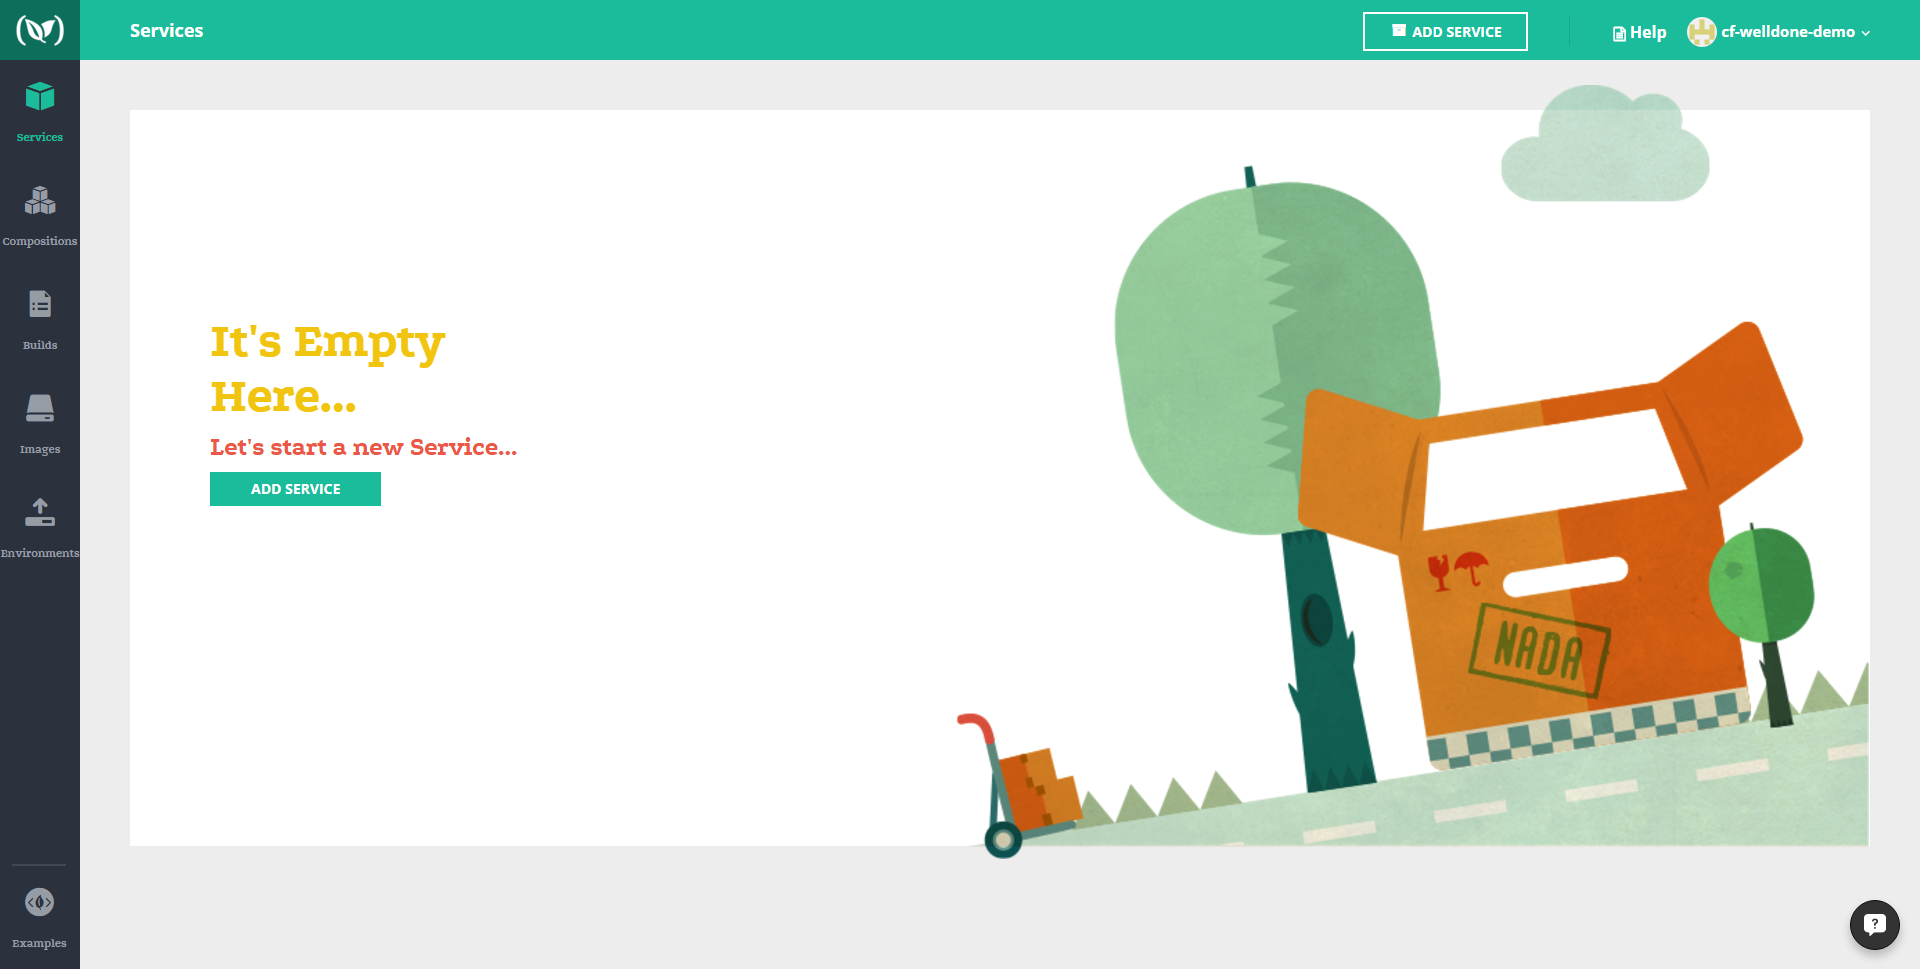 Services
ADD SERVICE
Help
cf-welldone-demo
Services
Compositions
Builds
Images
Environments
Examples
It's Empty
Here...
Let's start a new Service...
ADD SERVICE
NADA
?